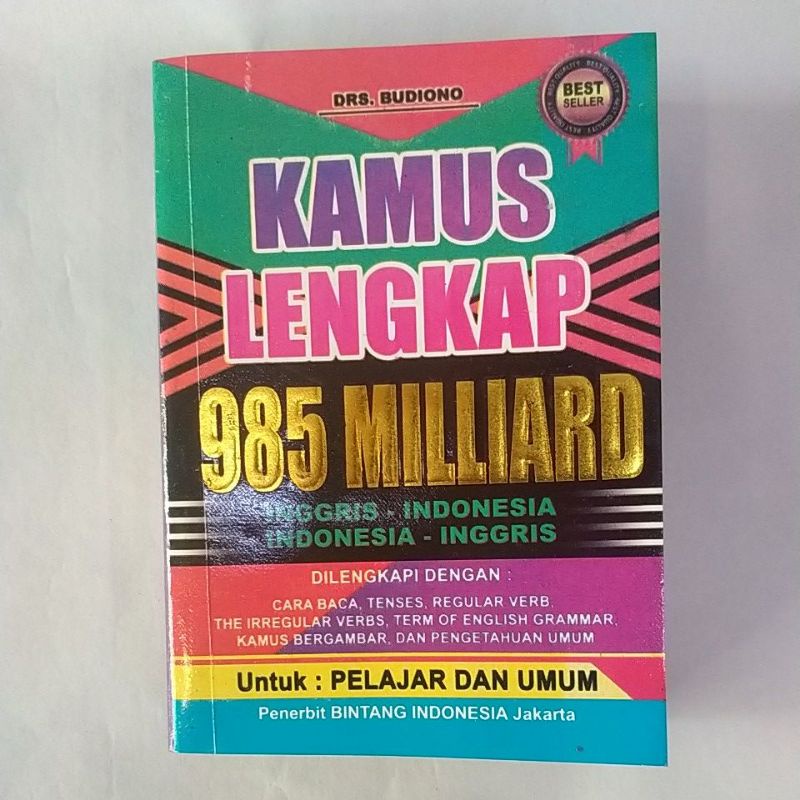 DRS. BUDIONO
BEST QUALITY
BEST
SELLER
KAMUS
LENGKAP
985 MILLIARD
INGGRIS - INDONESIA
INDONESIA - INGGRIS
DILENGKAPI DENGAN :
CARA BACA, TENSES, REGULAR VERB,
THE IRREGULAR VERBS, TERM OF ENGLISH GRAMMAR,
KAMUS BERGAMBAR, DAN PENGETAHUAN UMUM
Untuk : PELAJAR DAN UMUM
Penerbit BINTANG INDONESIA Jakarta